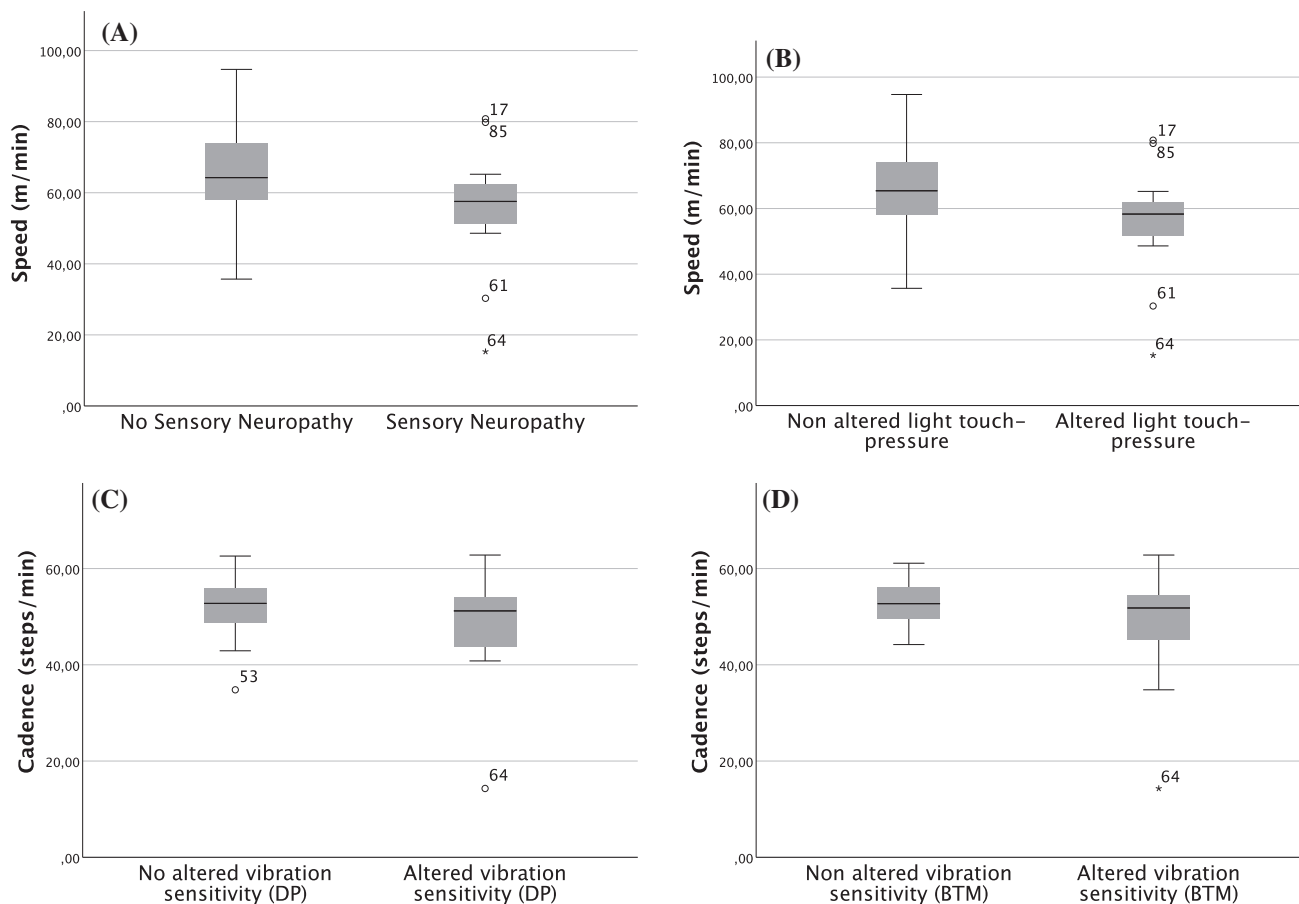 (A)
Speed (m/min)
100,00
80,00
60,00
40,00
20,00
,00
17
85
61
64
No Sensory Neuropathy
Sensory Neuropathy
(B)
Speed (m/min)
100,00
80,00
60,00
40,00
20,00
,00
17
85
61
64
Non altered light touch-
pressure
Altered light touch-
pressure
(C)
Cadence (steps/min)
60,00
40,00
20,00
,00
53
64
No altered vibration
sensitivity (DP)
Altered vibration
sensitivity (DP)
(D)
Cadence (steps/min)
60,00
40,00
20,00
,00
64
Non altered vibration
sensitivity (BTM)
Altered vibration
sensitivity (BTM)